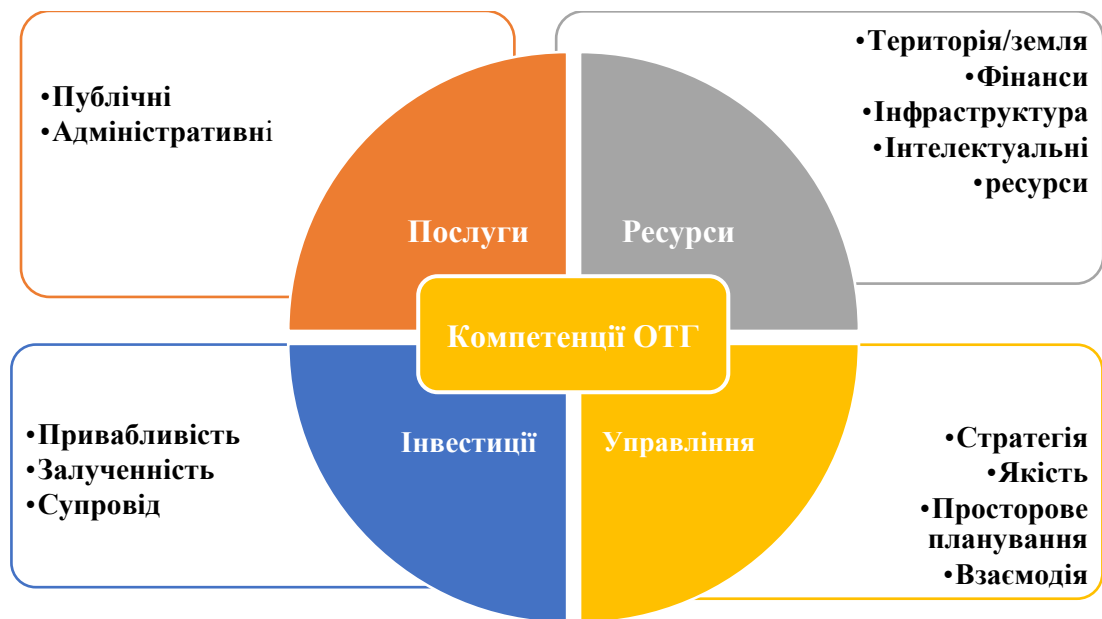 •Публічні
•Адміністративні
•Територія/земля
•Фінанси
•Інфраструктура
•Інтелектуальні
•ресурси
Послуги
Ресурси
Компетенції ОТГ
Інвестиції
Управління
•Привабливість
•Залученність
•Супровід
•Стратегія
•Якість
•Просторове
планування
•Взаємодія